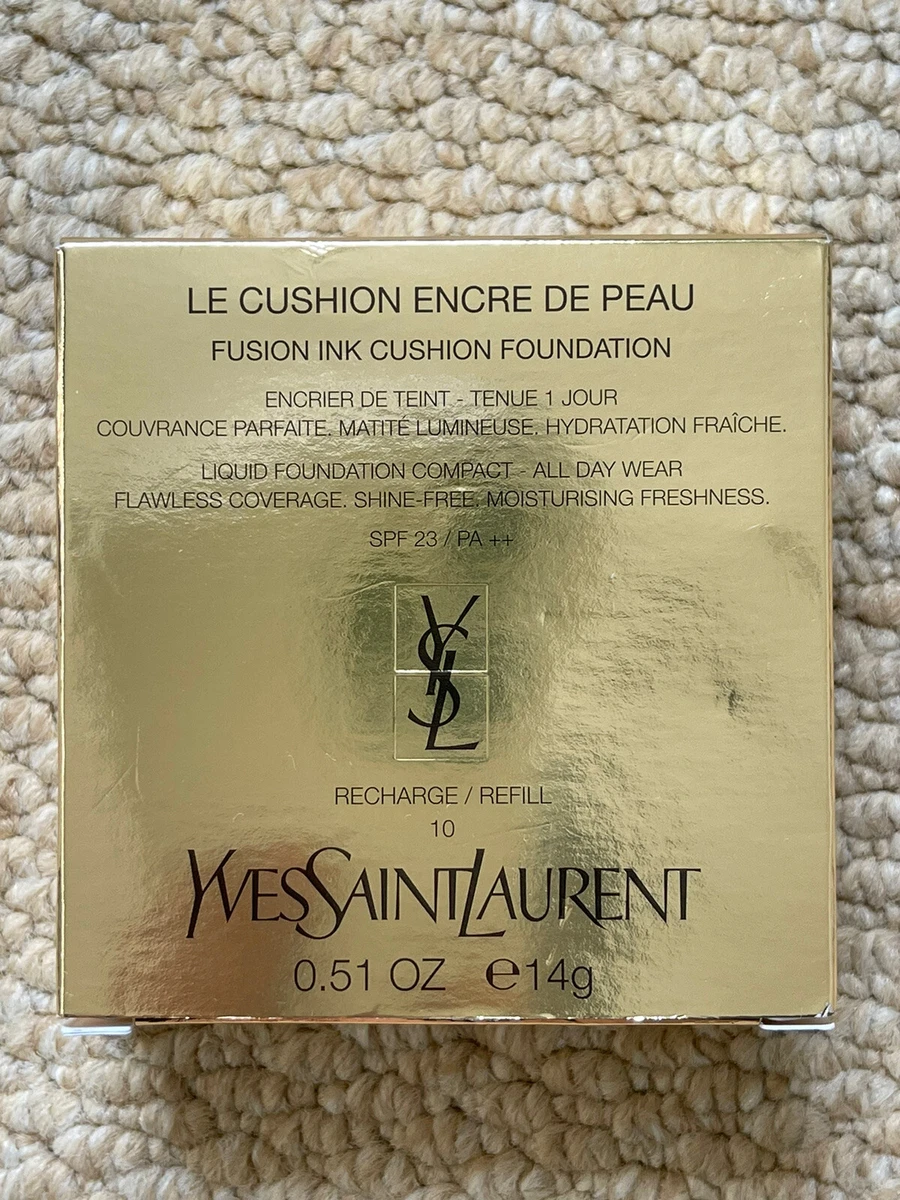 LE CUSHION ENCRE DE PEAU
FUSION INK CUSHION FOUNDATION
ENCRIER DE TEINT - TENUE 1 JOUR
COUVRANCE PARFAITE. MATITÉ LUMINEUSE. HYDRATATION FRAÎCHE.
LIQUID FOUNDATION COMPACT - ALL DAY WEAR
FLAWLESS COVERAGE. SHINE-FREE. MOISTURISING FRESHNESS.
SPF 23 / PA ++
YSL
RECHARGE / REFILL
10
YVESSAINTLAURENT
0.51 OZ ℮14g